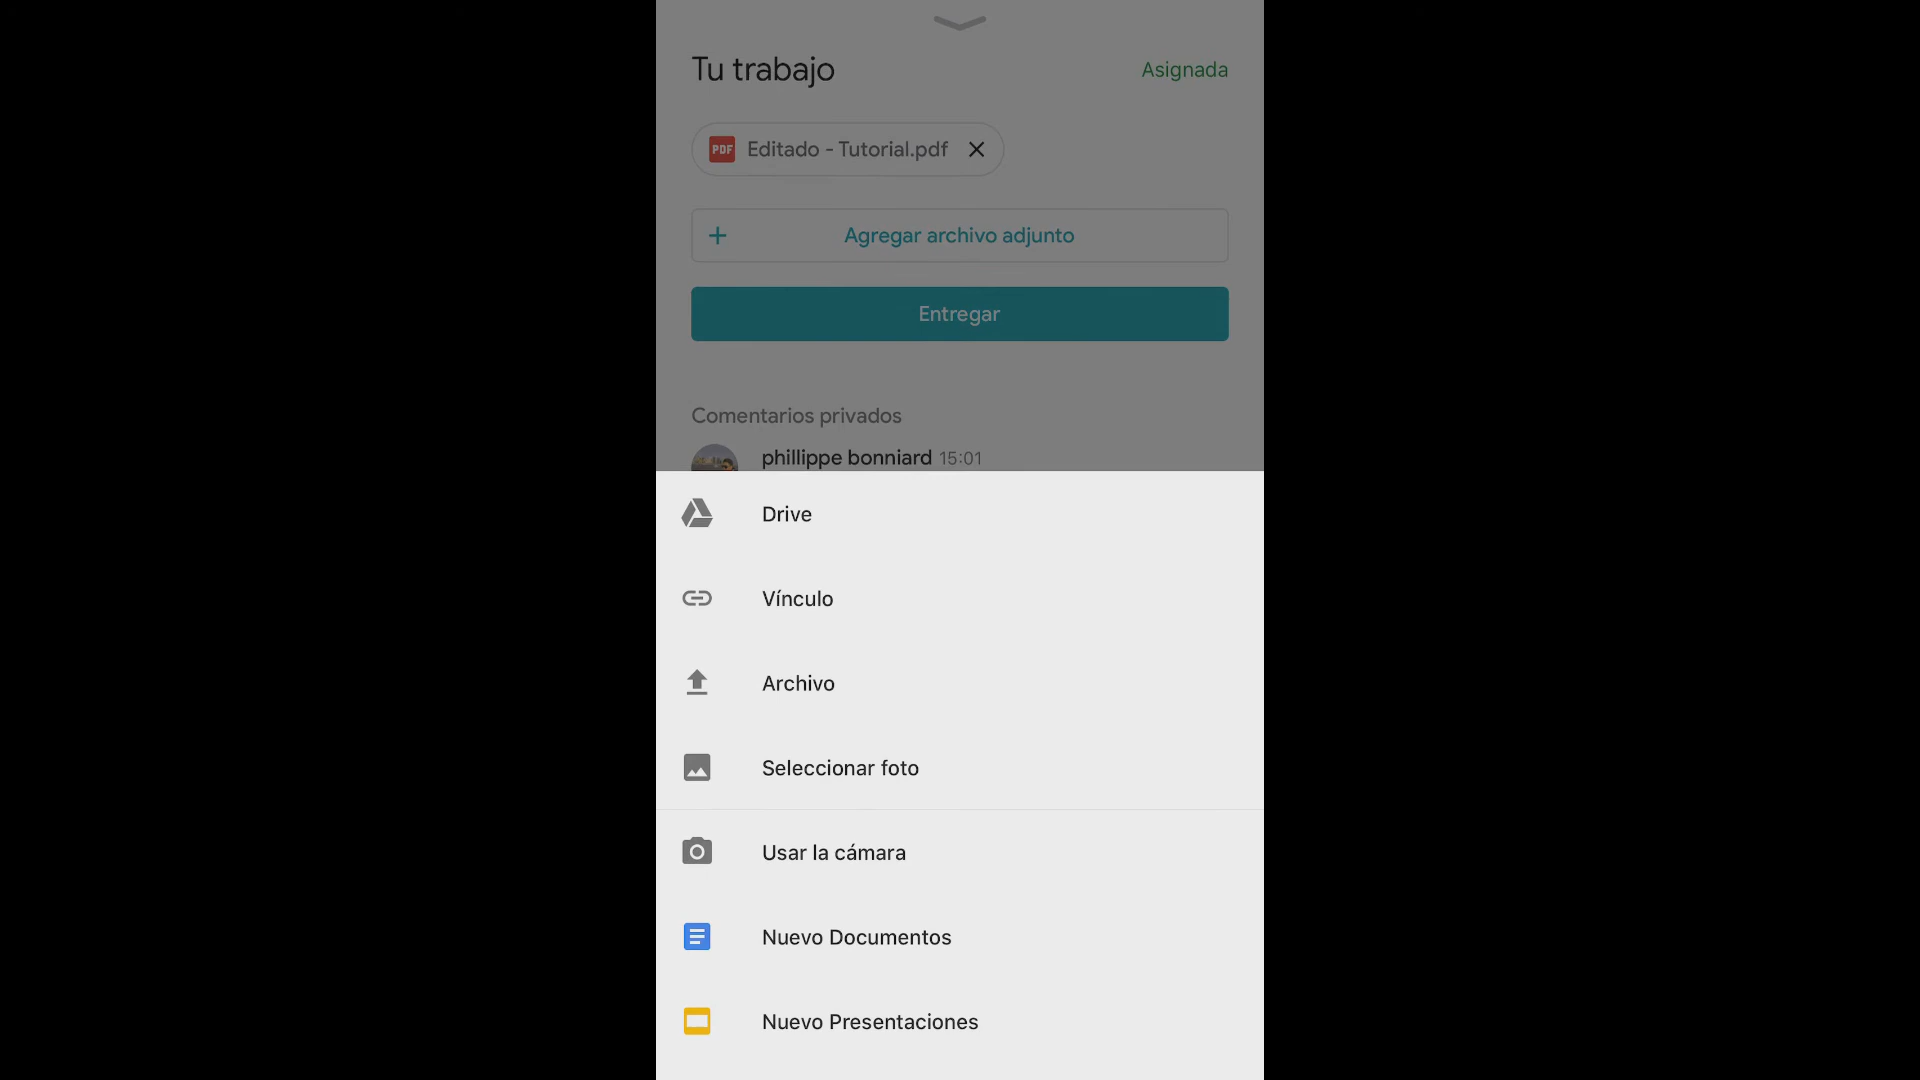 Tu trabajo
Asignada
PDF Editado - Tutorial.pdf
Agregar archivo adjunto
Entregar
Comentarios privados
phillippe bonniard 15:01
Drive
Vínculo
Archivo
Seleccionar foto
Usar la cámara
Nuevo Documentos
Nuevo Presentaciones